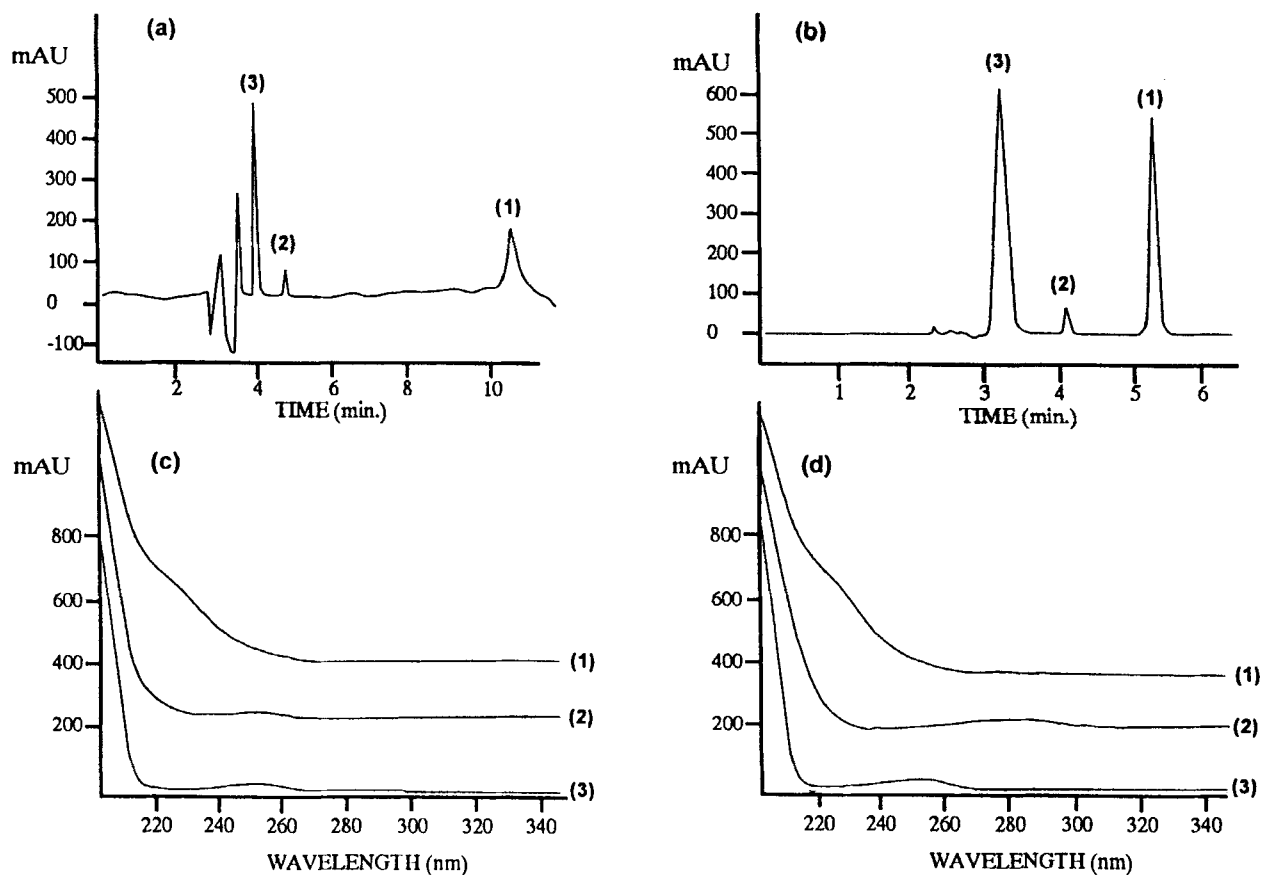 (a)
mAU
500
400
300
200
100
0
-100
(3)
(2)
(1)
2 4 6 8 10
TIME (min.)
(b)
mAU
600
500
400
300
200
100
0
(3)
(2)
(1)
1 2 3 4 5 6
TIME (min.)
(c)
mAU
800
600
400
200
(1)
(2)
(3)
220 240 260 280 300 320 340
WAVELENGTH (nm)
(d)
mAU
800
600
400
200
(1)
(2)
(3)
220 240 260 280 300 320 340
WAVELENGTH (nm)